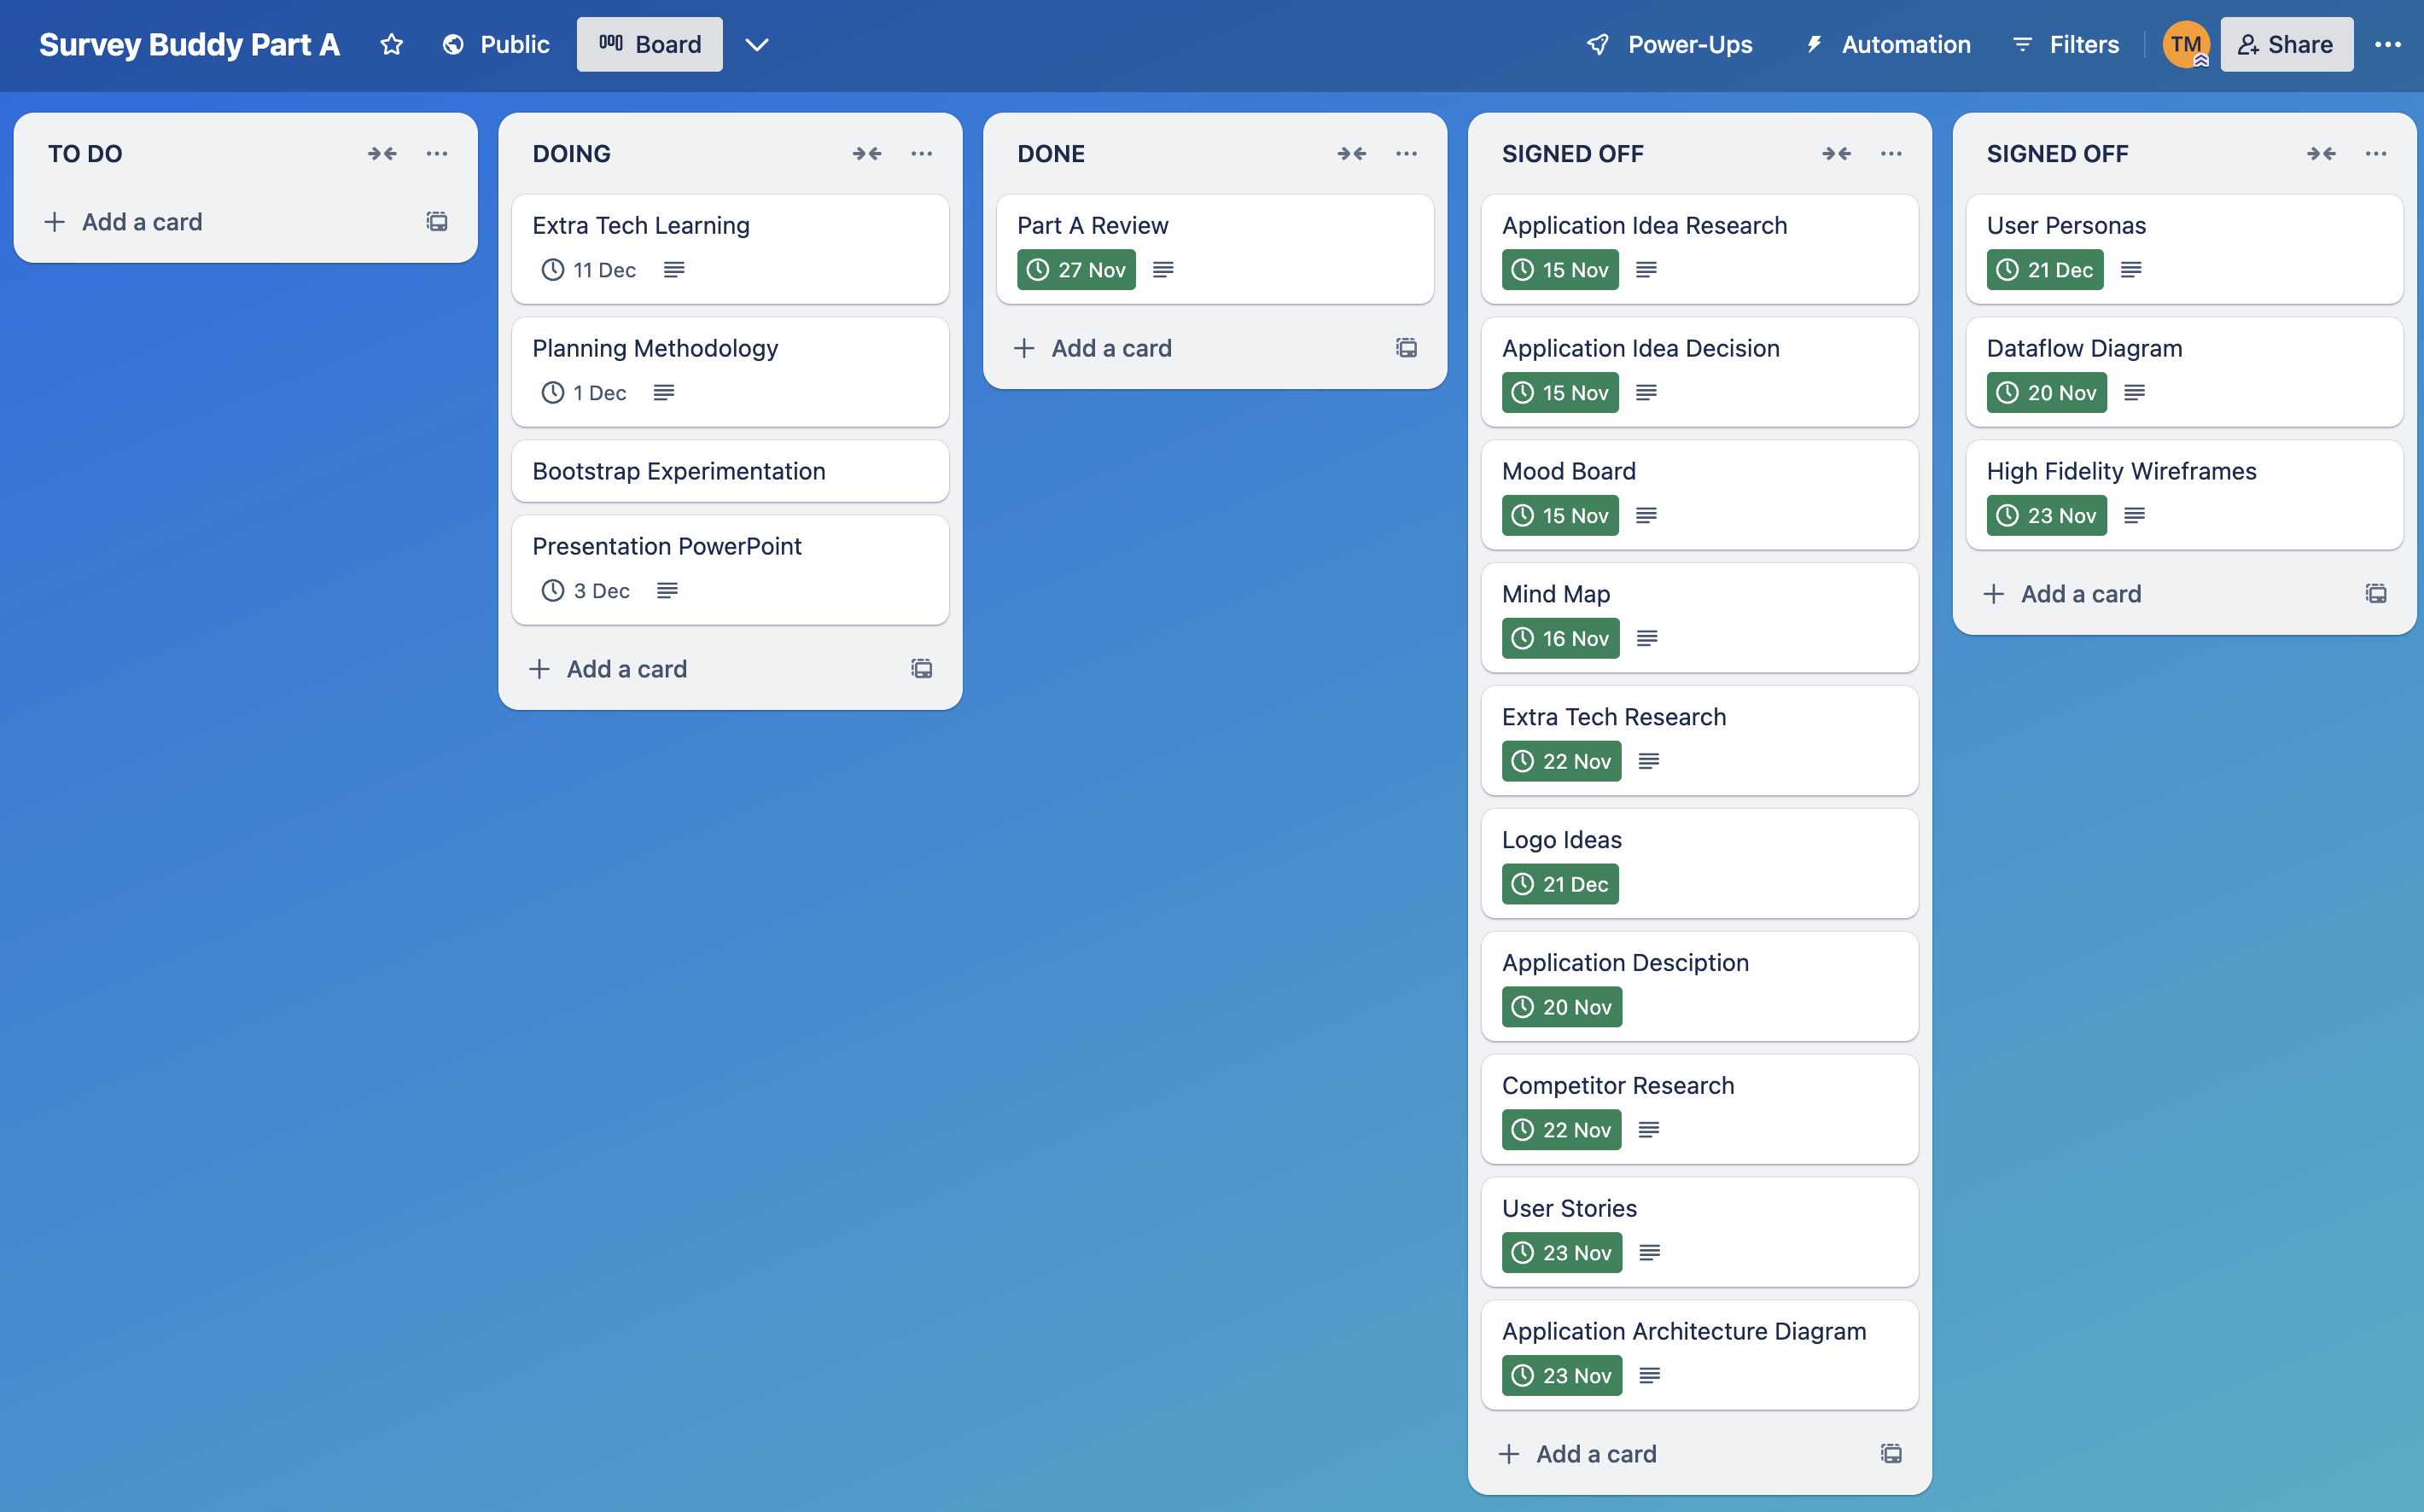 Survey Buddy Part A
Public
Board
Power-Ups
Automation
Filters
TM
Share
TO DO
Add a card
DOING
Extra Tech Learning
11 Dec
Planning Methodology
1 Dec
Bootstrap Experimentation
Presentation PowerPoint
3 Dec
Add a card
DONE
Part A Review
27 Nov
Add a card
SIGNED OFF
Application Idea Research
15 Nov
Application Idea Decision
15 Nov
Mood Board
15 Nov
Mind Map
16 Nov
Extra Tech Research
22 Nov
Logo Ideas
21 Dec
Application Desciption
20 Nov
Competitor Research
22 Nov
User Stories
23 Nov
Application Architecture Diagram
23 Nov
Add a card
SIGNED OFF
User Personas
21 Dec
Dataflow Diagram
20 Nov
High Fidelity Wireframes
23 Nov
Add a card